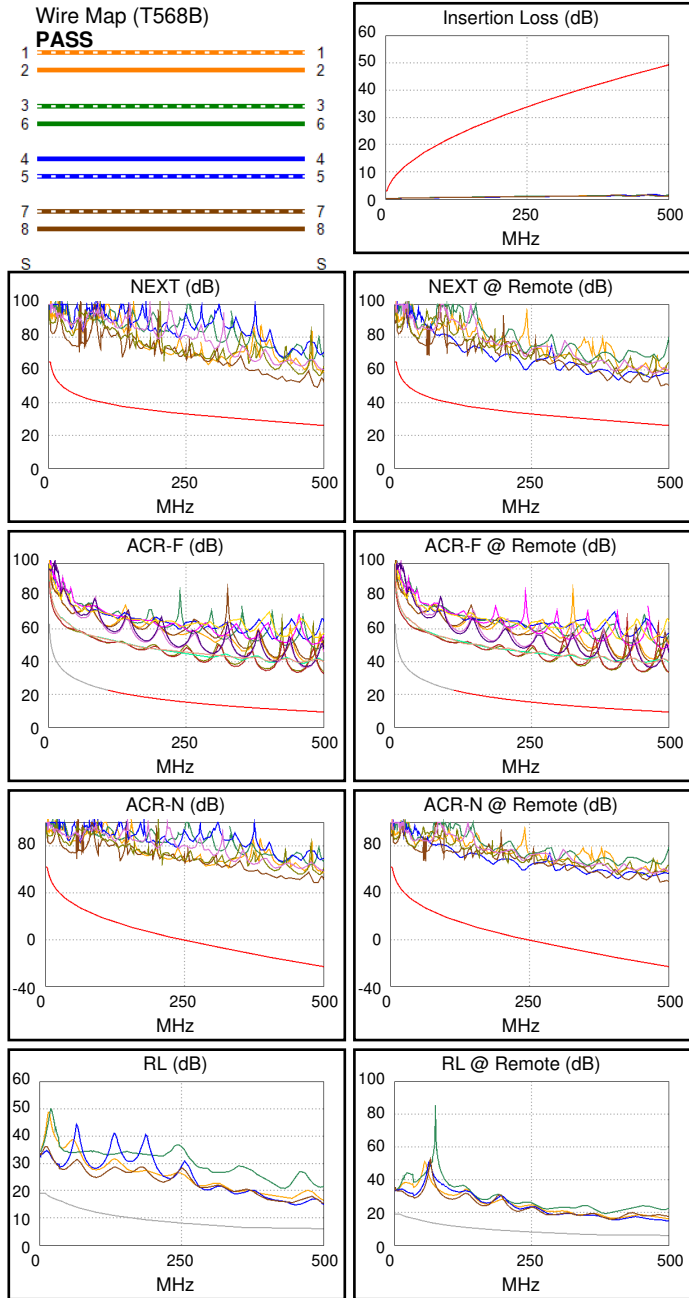 Wire Map (T568B)
PASS
1 1
2 2
3 3
6 6
4 4
5 5
7 7
8 8
S S
Insertion Loss (dB)
60
50
40
30
20
10
0
0 250 500
MHz
NEXT (dB)
100
80
60
40
20
0
0 250 500
MHz
NEXT @ Remote (dB)
100
80
60
40
20
0
0 250 500
MHz
ACR-F (dB)
100
80
60
40
20
0
0 250 500
MHz
ACR-F @ Remote (dB)
100
80
60
40
20
0
0 250 500
MHz
ACR-N (dB)
80
40
0
-40
0 250 500
MHz
ACR-N @ Remote (dB)
80
40
0
-40
0 250 500
MHz
RL (dB)
60
50
40
30
20
10
0
0 250 500
MHz
RL @ Remote (dB)
100
80
60
40
20
0
0 250 500
MHz